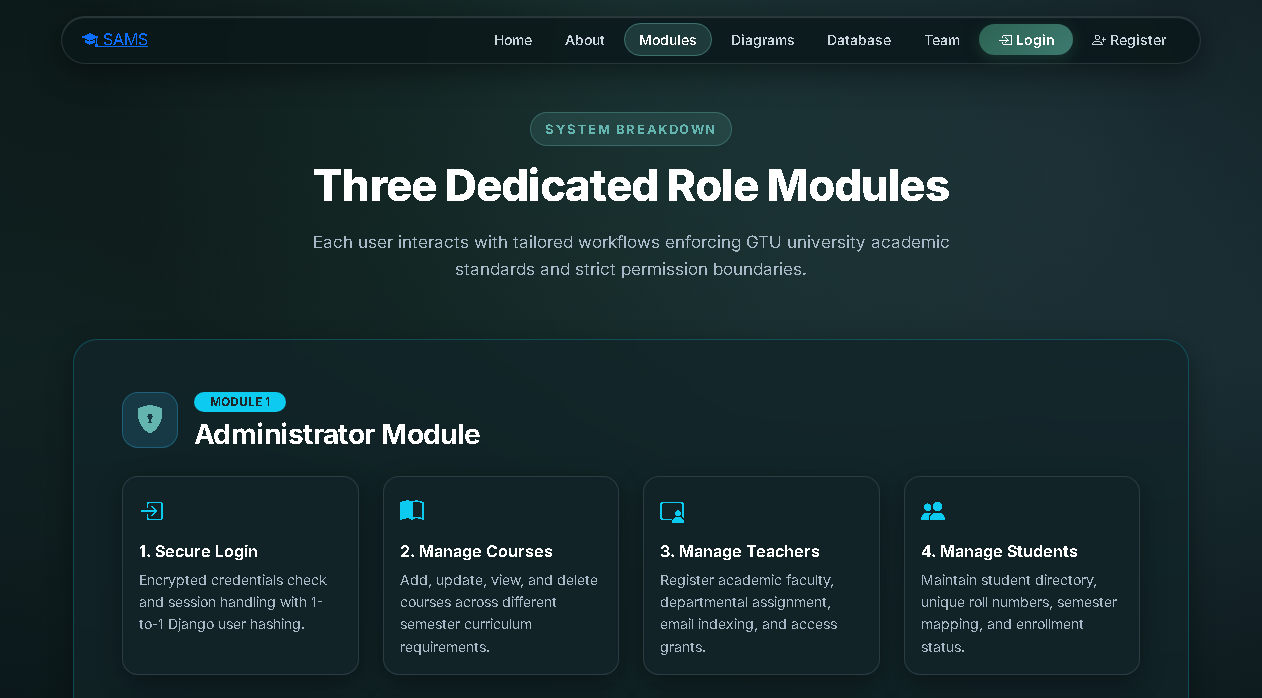 SAMS
Home About Modules Diagrams Database Team Login Register
SYSTEM BREAKDOWN
Three Dedicated Role Modules
Each user interacts with tailored workflows enforcing GTU university academic
standards and strict permission boundaries.
MODULE 1
Administrator Module
1. Secure Login
Encrypted credentials check
and session handling with 1-
to-1 Django user hashing.
2. Manage Courses
Add, update, view, and delete
courses across different
semester curriculum
requirements.
3. Manage Teachers
Register academic faculty,
departmental assignment,
email indexing, and access
grants.
4. Manage Students
Maintain student directory,
unique roll numbers, semester
mapping, and enrollment
status.